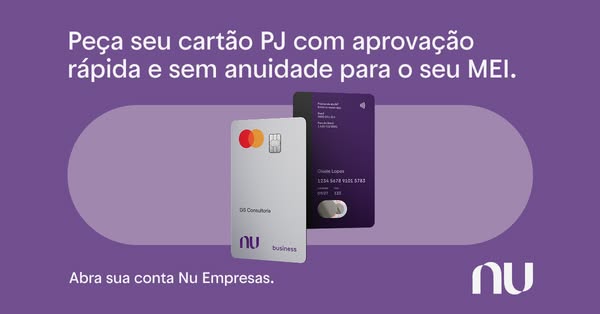 Peça seu cartão PJ com aprovação
rápida e sem anuidade para o seu MEI.
Gisele Lopes
1234 5678 9101 5783
GS Consultoria
nu
business
Abra sua conta Nu Empresas.
nu